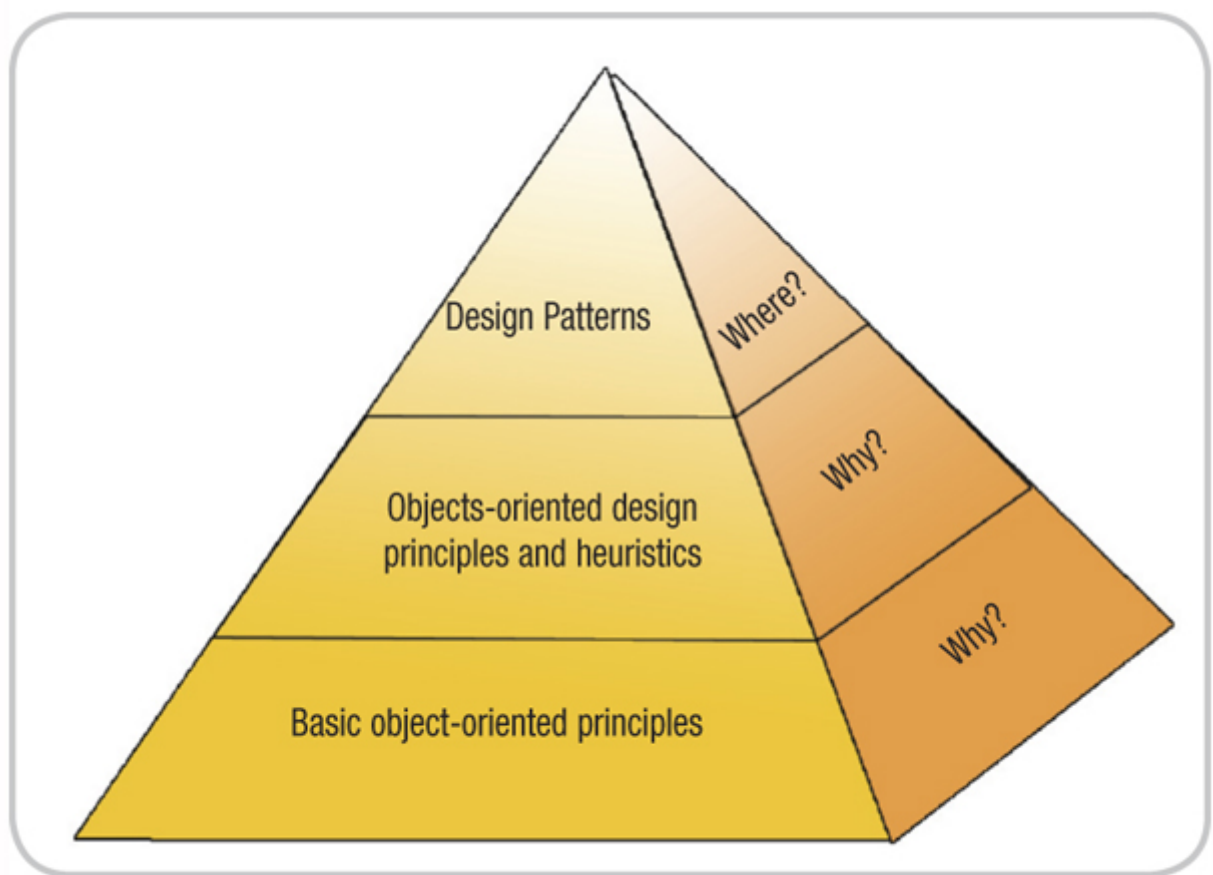 Design Patterns
Where?
Objects-oriented design
principles and heuristics
Why?
Basic object-oriented principles
Why?